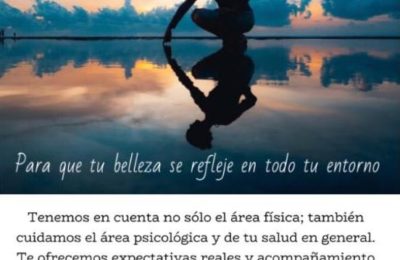 Para que tu belleza se refleje en todo tu entorno
Tenemos en cuenta no sólo el área física; también
cuidamos el área psicológica y de tu salud en general.
Te ofrecemos expectativas reales y acompañamiento